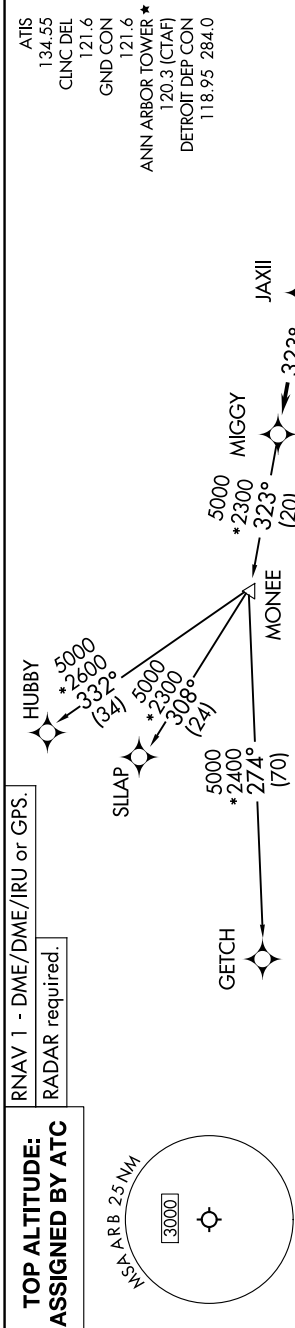 ATIS
134.55
CLNC DEL
121.6
GND CON
121.6
ANN ARBOR TOWER ★
120.3 (CTAF)
DETROIT DEP CON
118.95 284.0
RNAV 1 - DME/DME/IRU or GPS.
RADAR required.
TOP ALTITUDE:
ASSIGNED BY ATC
MSA ARB 25 NM
3000
HUBBY
5000
*2600
332°
(34)
SLLAP
5000
*2300
308°
(24)
GETCH
5000
*2400
274°
(70)
MONEE
MIGGY
5000
*2300
323°
(20)
JAXII
323°